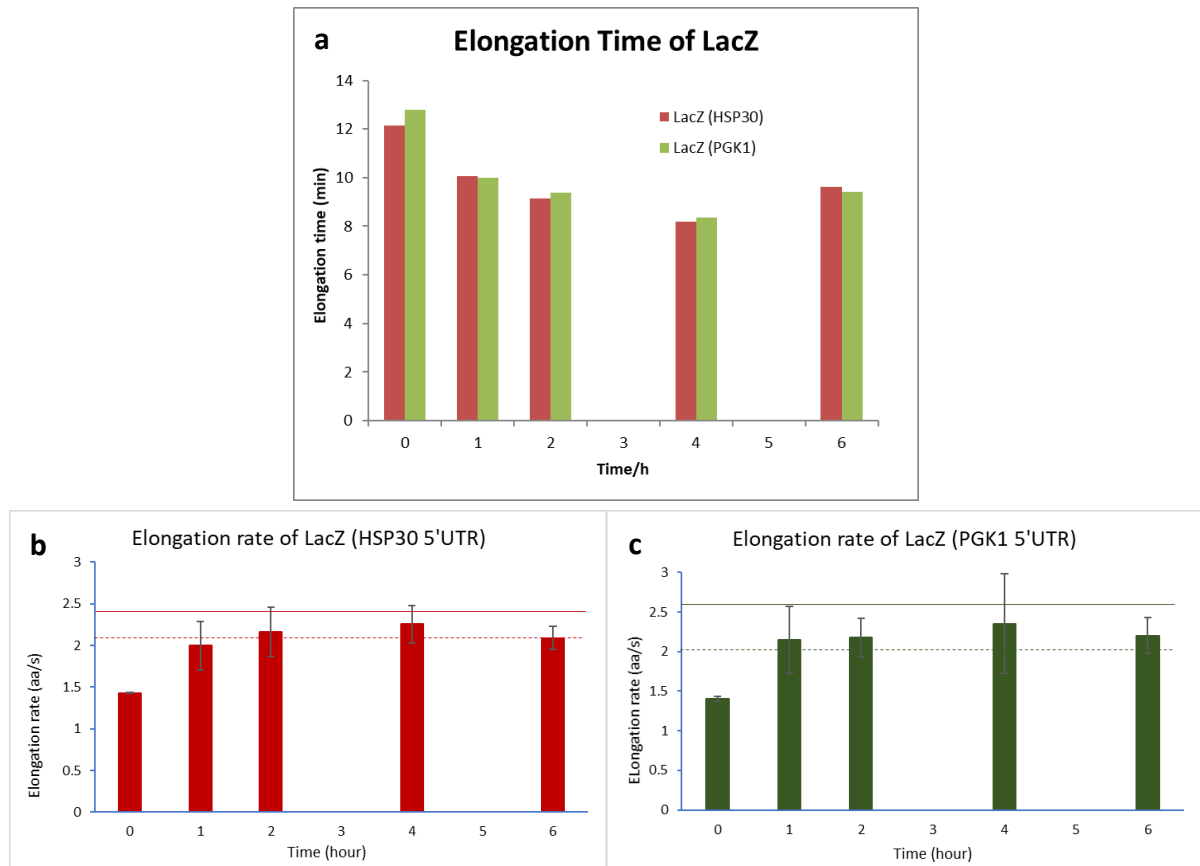 a
Elongation Time of LacZ
14
12
10
8
6
4
2
0
Elongation time (min)
LacZ (HSP30)
LacZ (PGK1)
0 1 2 3 4 5 6
Time/h
b
Elongation rate of LacZ (HSP30 5'UTR)
3
2.5
2
1.5
1
0.5
0
Elongation rate (aa/s)
0 1 2 3 4 5 6
Time (hour)
c
Elongation rate of LacZ (PGK1 5'UTR)
3
2.5
2
1.5
1
0.5
0
ELongation rate (aa/s)
0 1 2 3 4 5 6
Time (hour)